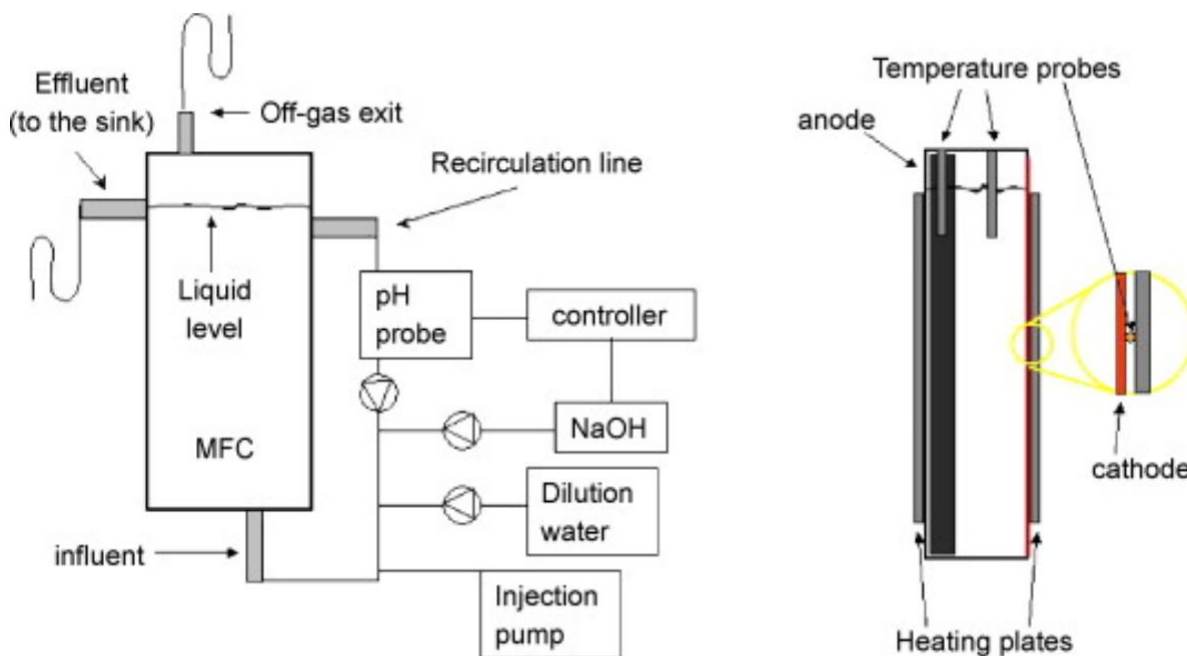 Effluent
(to the sink)
Off-gas exit
Recirculation line
Liquid
level
pH
probe
controller
MFC
NaOH
Dilution
water
influent
Injection
pump
Temperature probes
anode
cathode
Heating plates